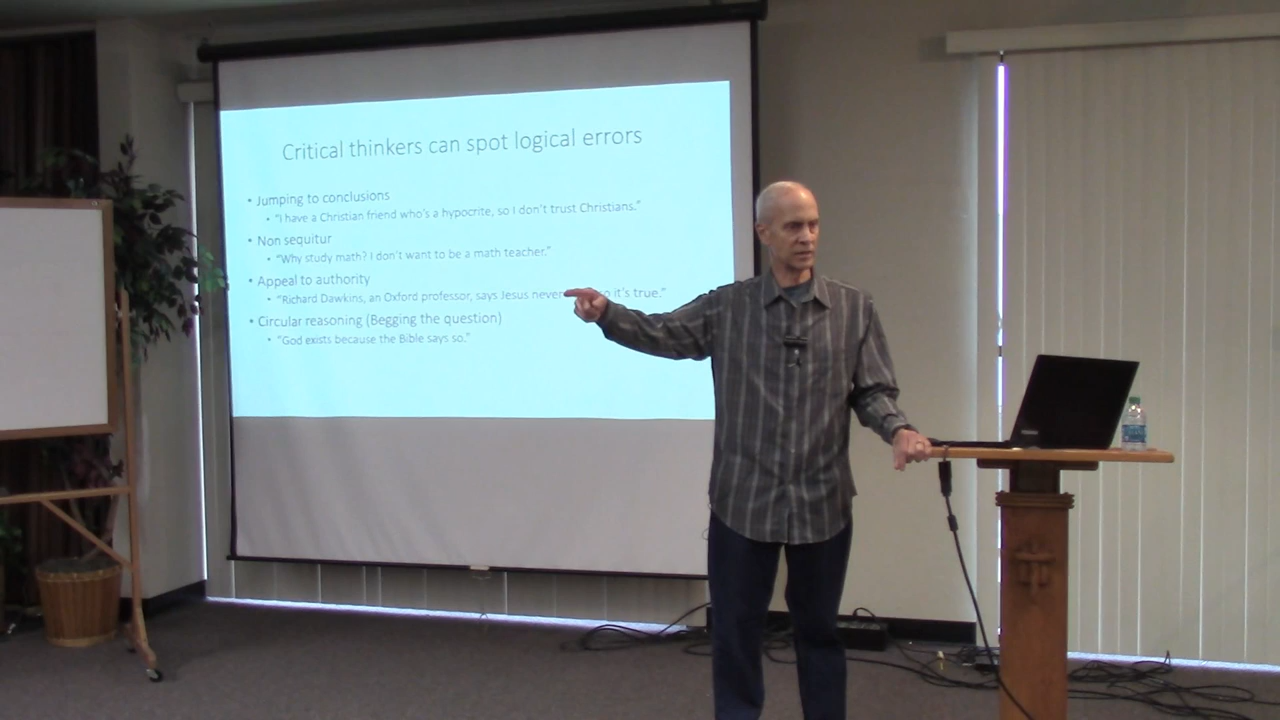 Critical thinkers can spot logical errors
• Jumping to conclusions
• "I have a Christian friend who's a hypocrite, so I don't trust Christians."
• Non sequitur
• "Why study math? I don't want to be a math teacher."
• Appeal to authority
• "Richard Dawkins, an Oxford professor, says Jesus never it's true."
• Circular reasoning (Begging the question)
• "God exists because the Bible says so."